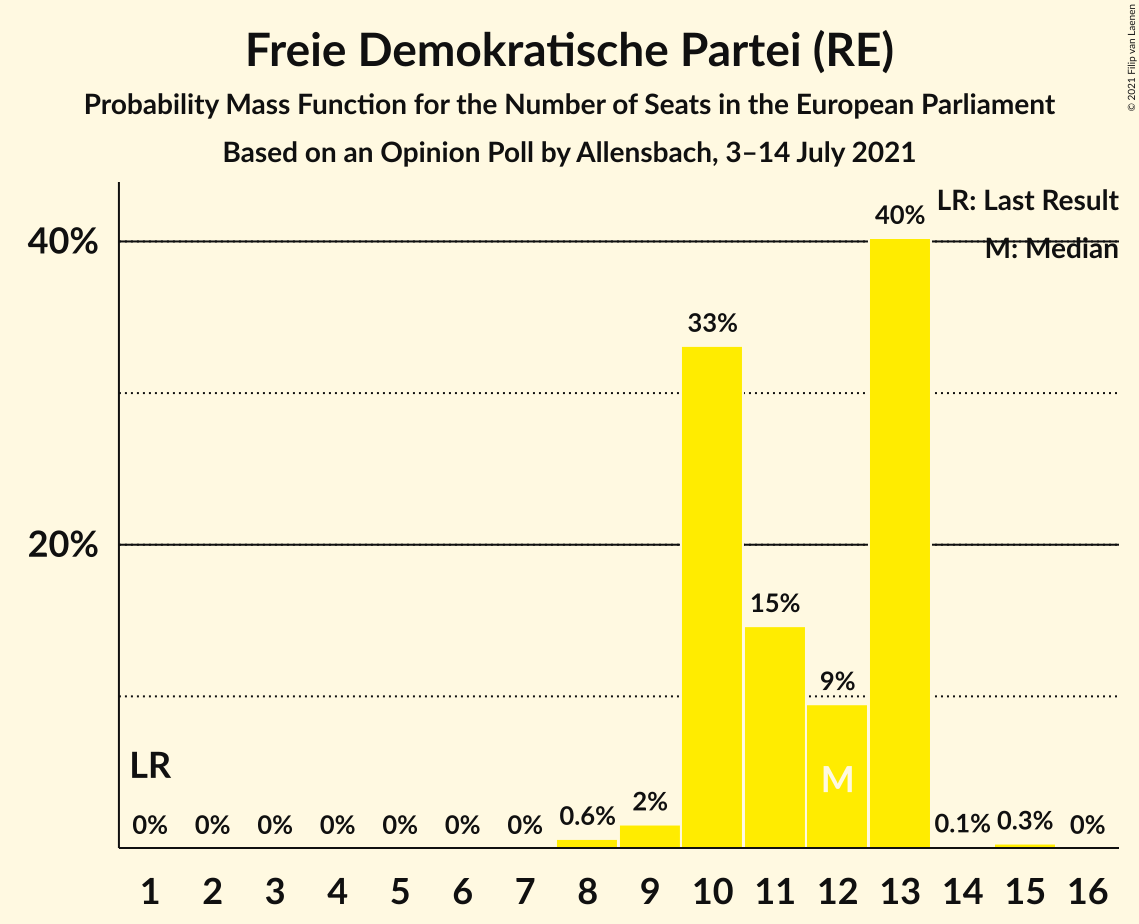 Freie Demokratische Partei (RE)
Probability Mass Function for the Number of Seats in the European Parliament
Based on an Opinion Poll by Allensbach, 3–14 July 2021
© 2021 Filip van Laenen
LR: Last Result
M: Median
40%
20%
40%
33%
15%
9%
M
LR
0% 0% 0% 0% 0% 0% 0% 0.6% 2% 0.1% 0.3% 0%
1 2 3 4 5 6 7 8 9 10 11 12 13 14 15 16